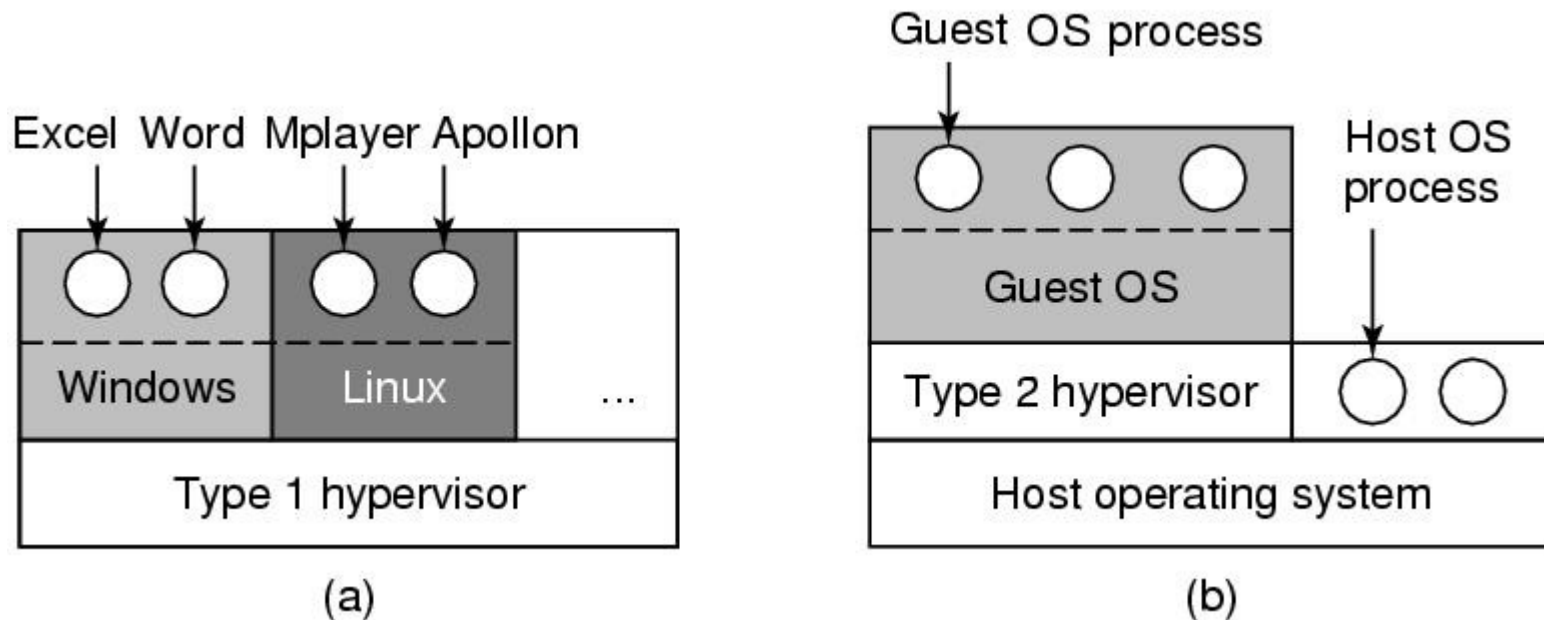 Excel Word Mplayer Apollon
Windows
Linux
...
Type 1 hypervisor
(a)
Guest OS process
Host OS
process
Guest OS
Type 2 hypervisor
Host operating system
(b)